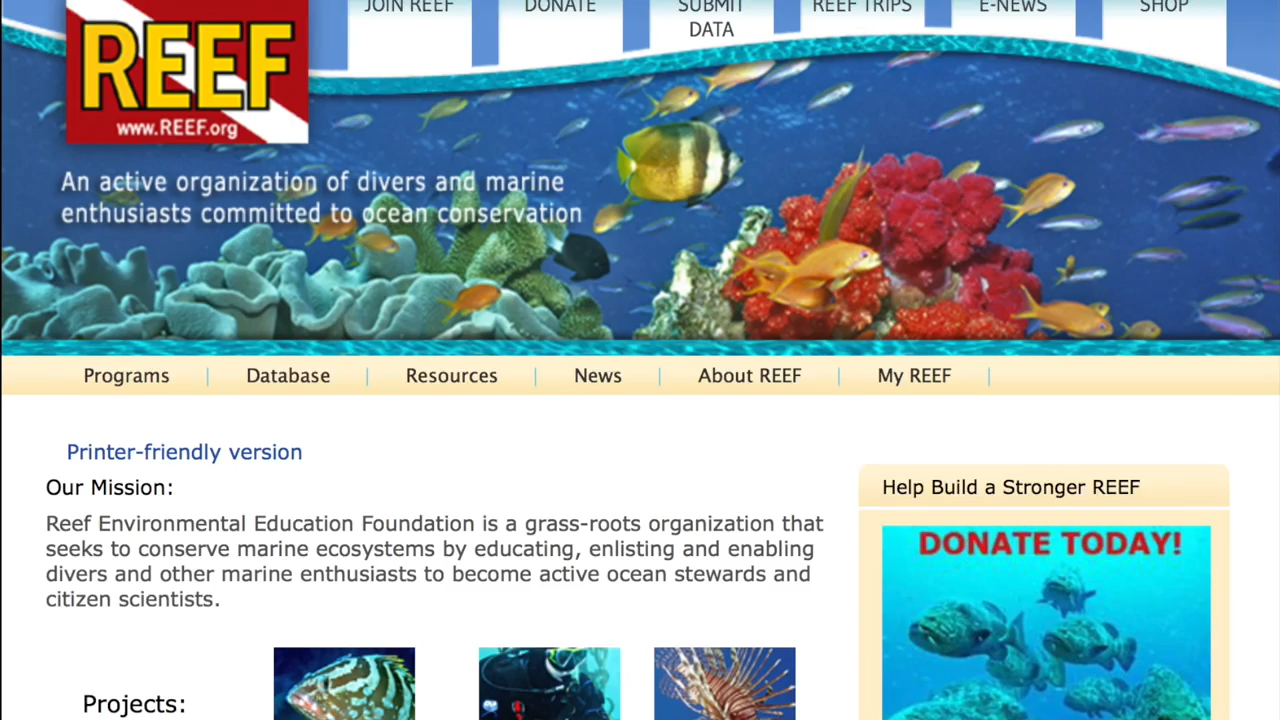 JOIN REEF
DONATE
SUBMIT
DATA
REEF TRIPS
E-NEWS
SHOP
REEF
www.REEF.org
An active organization of divers and marine
enthusiasts committed to ocean conservation
Programs
Database
Resources
News
About REEF
My REEF
Printer-friendly version
Our Mission:
Reef Environmental Education Foundation is a grass-roots organization that
seeks to conserve marine ecosystems by educating, enlisting and enabling
divers and other marine enthusiasts to become active ocean stewards and
citizen scientists.
Projects:
Help Build a Stronger REEF
DONATE TODAY!